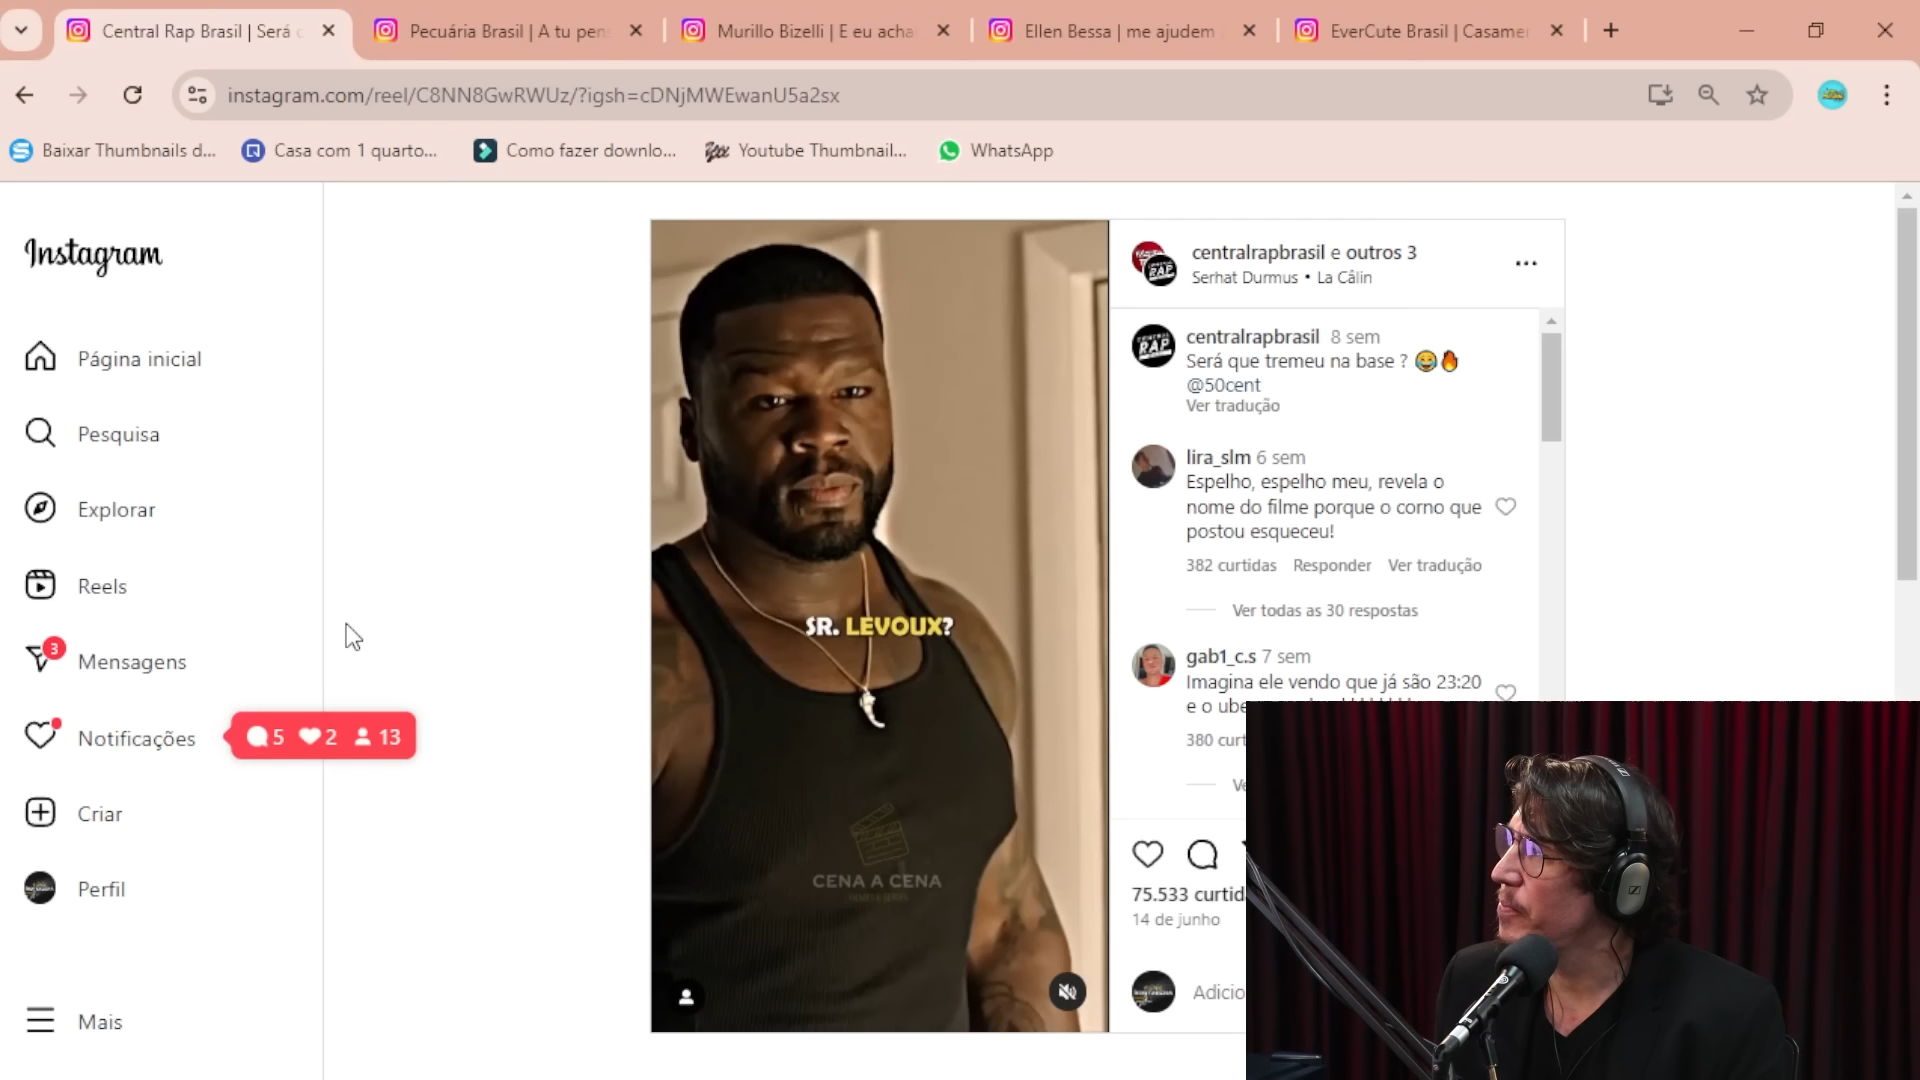 Central Rap Brasil | Será
Pecuária Brasil | A tu pen
Murillo Bizelli | E eu acha
Ellen Bessa | me ajudem
EverCute Brasil | Casame
instagram.com/reel/C8NN8GwRWUz/?igsh=cDNjMWEwanU5a2sx
Baixar Thumbnails d...
Casa com 1 quarto...
Como fazer downlo...
Youtube Thumbnail...
WhatsApp
Instagram
Página inicial
Pesquisa
Explorar
Reels
3
Mensagens
Notificações
5 2 13
Criar
Perfil
Mais
SR. LEVOUX?
CENA A CENA
centralrapbrasil e outros 3
Serhat Durmus • La Câlin
CENTRAL RAP
centralrapbrasil 8 sem
Será que tremeu na base ? 😂🔥
@50cent
Ver tradução
lira_slm 6 sem
Espelho, espelho meu, revela o
nome do filme porque o corno que
postou esqueceu!
382 curtidas Responder Ver tradução
Ver todas as 30 respostas
gab1_c.s 7 sem
Imagina ele vendo que já são 23:20
e o ube
380 curt
Ve
75.533 curtid
14 de junho
Adicio